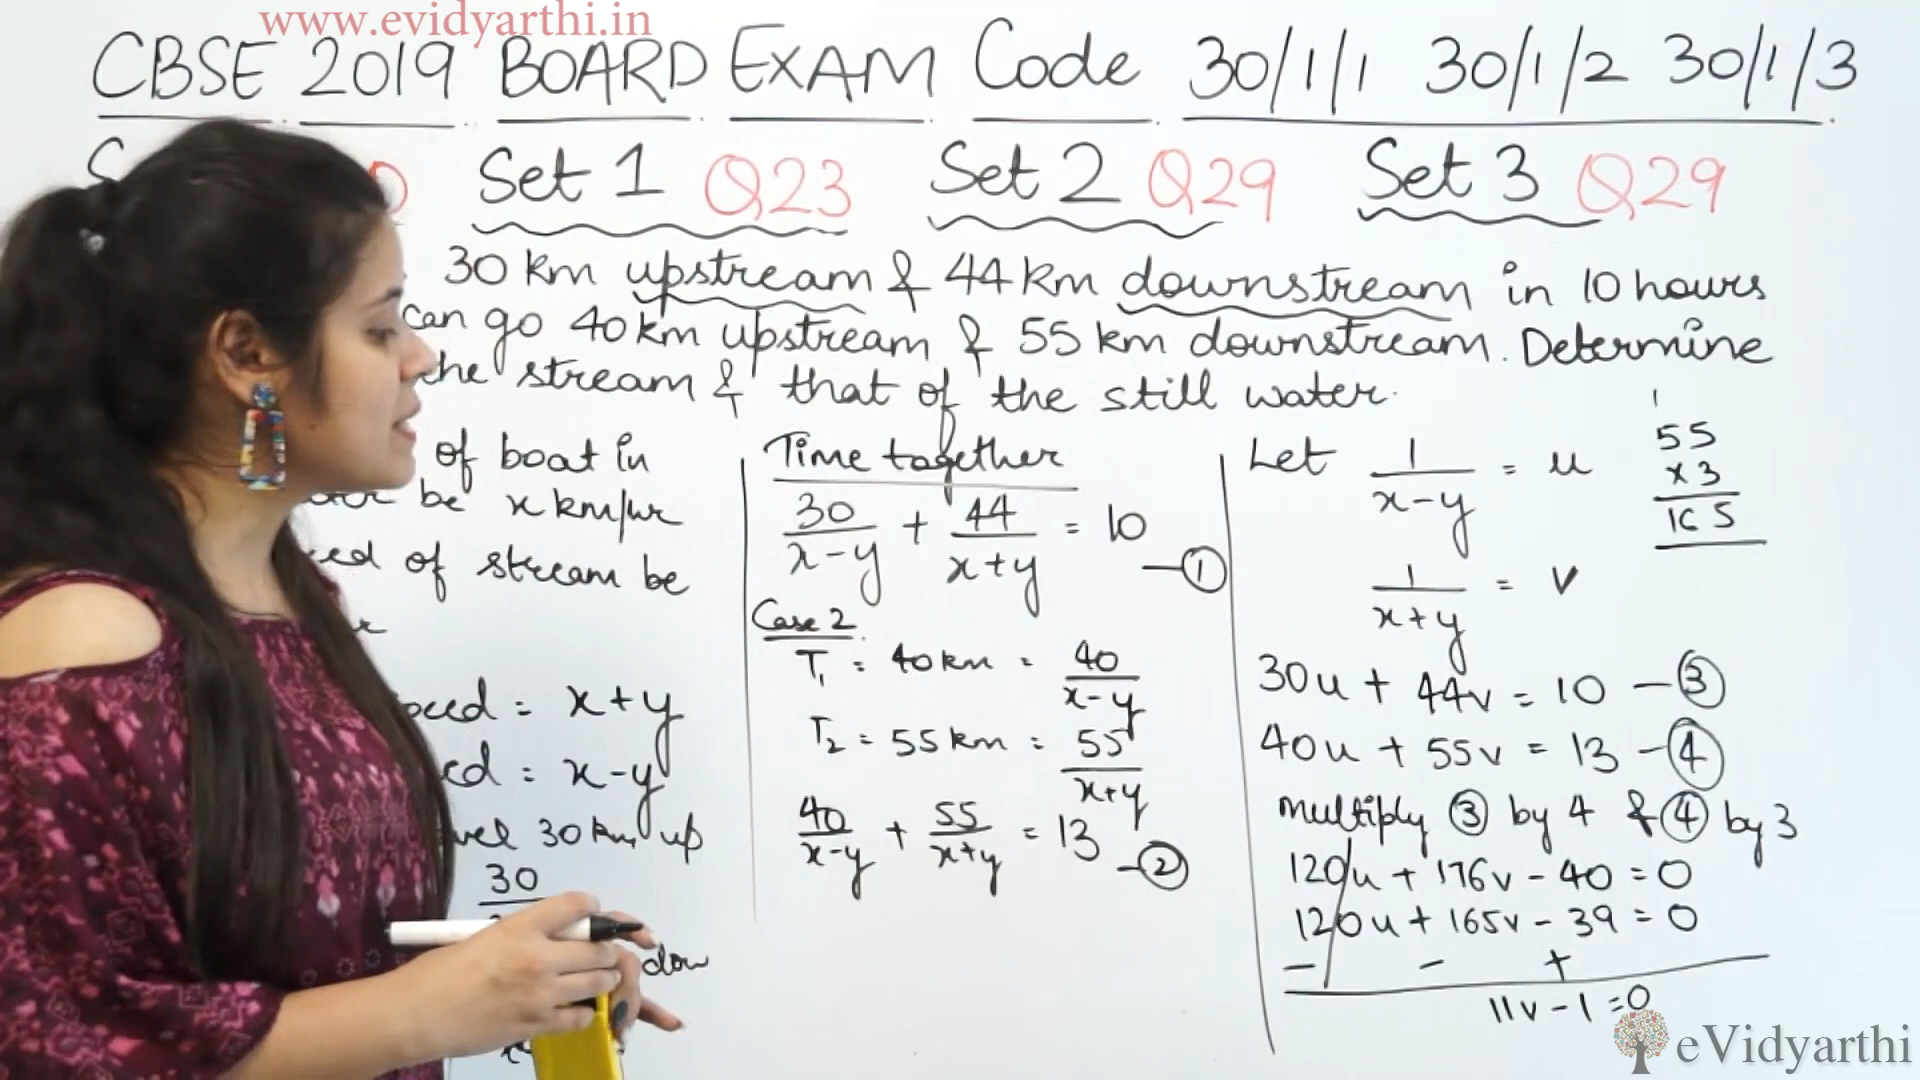 www.evidyarthi.in
CBSE 2019 BOARD EXAM Code 30/1/1 30/1/2 30/1/3
Set 1 Q23 Set 2 Q29 Set 3 Q29
30 km upstream & 44 km downstream in 10 hours
can go 40 km upstream & 55 km downstream. Determine
the stream & that of the still water.
of boat in
be x km/hr
of stream be
= x+y
= x-y
30 km up
30
dow
Time together
30/x-y + 44/x+y = 10 —①
Case 2
T1 = 40 km = 40/x-y
T2 = 55 km = 55/x+y
40/x-y + 55/x+y = 13 —②
Let 1/x-y = u
1/x+y = v
1
55
x3
165
30u + 44v = 10 —③
40u + 55v = 13 —④
Multiply ③ by 4 & ④ by 3
120u + 176v - 40 = 0
120u + 165v - 39 = 0
- - +
11v - 1 = 0
eVidyarthi